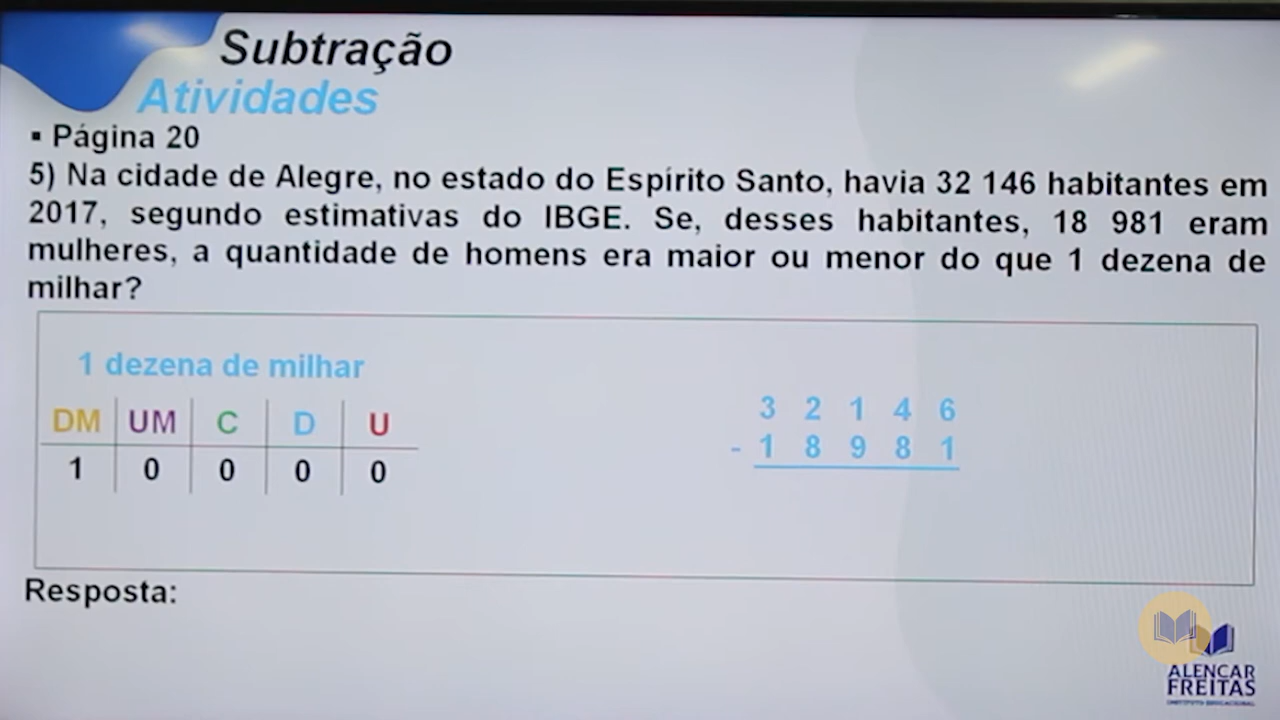 Subtração
Atividades
▪ Página 20
5) Na cidade de Alegre, no estado do Espírito Santo, havia 32 146 habitantes em
2017, segundo estimativas do IBGE. Se, desses habitantes, 18 981 eram
mulheres, a quantidade de homens era maior ou menor do que 1 dezena de
milhar?
1 dezena de milhar
DM UM C D U
1 0 0 0 0
3 2 1 4 6
- 1 8 9 8 1
Resposta:
ALENCAR
FREITAS
INSTITUTO EDUCACIONAL